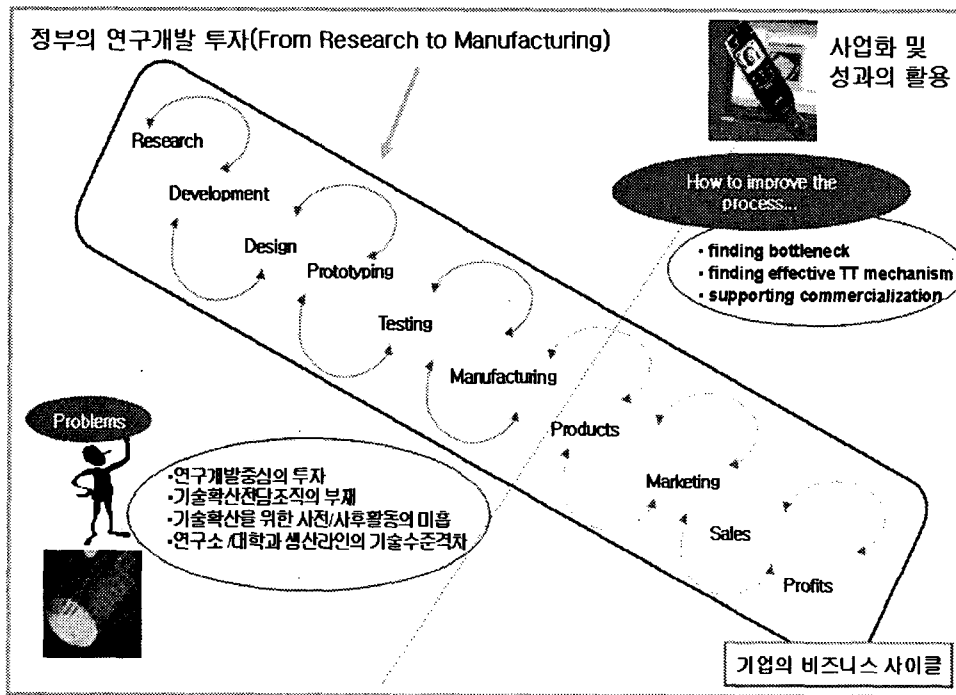 정부의 연구개발 투자(From Research to Manufacturing)
사업화 및
성과의 활용
Research
Development
Design
Prototyping
Testing
Manufacturing
Products
Marketing
Sales
Profits
How to improve the
process...
• finding bottleneck
• finding effective TT mechanism
• supporting commercialization
Problems
•연구개발중심의 투자
•기술확산전담조직의 부재
•기술확산을 위한 사전/사후활동의 미흡
•연구소 /대학과 생산라인의 기술수준격차
기업의 비즈니스 사이클